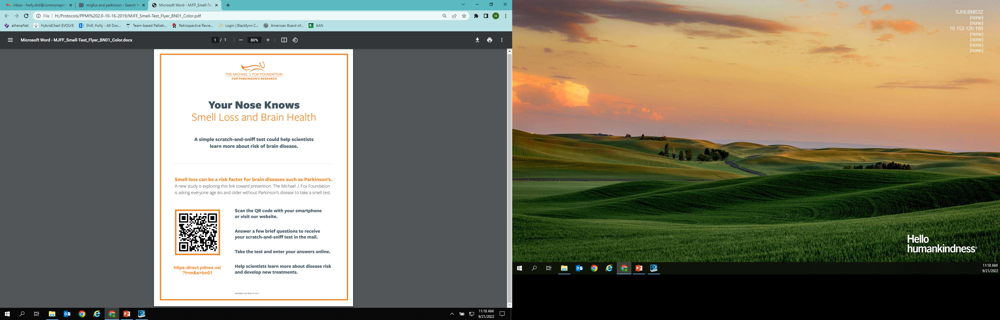 Inbox - holly.shill@commonspirit
mrgfus and parkinson - Search R
Microsoft Word - MJFF_Smell-Tes
File
H:/Protocols/PPMI%202.0-10-16-2019/MJFF_Smell-Test_Flyer_BN01_Color.pdf
H
athenaNet
HybridChart EVOLVE
Shill, Holly - All Doc...
Team-based Palliati...
Retrospective Revie...
Login | Blackfynn C...
American Board of...
AAN
Microsoft Word - MJFF_Smell-Test_Flyer_BN01_Color.docx
1 / 1
80%
THE MICHAEL J. FOX FOUNDATION
FOR PARKINSON'S RESEARCH
Your Nose Knows
Smell Loss and Brain Health
A simple scratch-and-sniff test could help scientists
learn more about risk of brain disease.
Smell loss can be a risk factor for brain diseases such as Parkinson's.
A new study is exploring this link toward prevention. The Michael J. Fox Foundation
is asking everyone age 60 and older without Parkinson's disease to take a smell test.
Scan the QR code with your smartphone
or visit our website.
Answer a few brief questions to receive
your scratch-and-sniff test in the mail.
Take the test and enter your answers online.
Help scientists learn more about disease risk
and develop new treatments.
https:direct.pdnex.us/
?t=m&s=bn01
20220803-US-ENG-PI-V1.0
11:18 AM
9/21/2022
SJHLBNI532
(none)
(none)
10.152.120.166
(none)
(none)
(none)
(none)
Hello
humankindness®
11:18 AM
9/21/2022